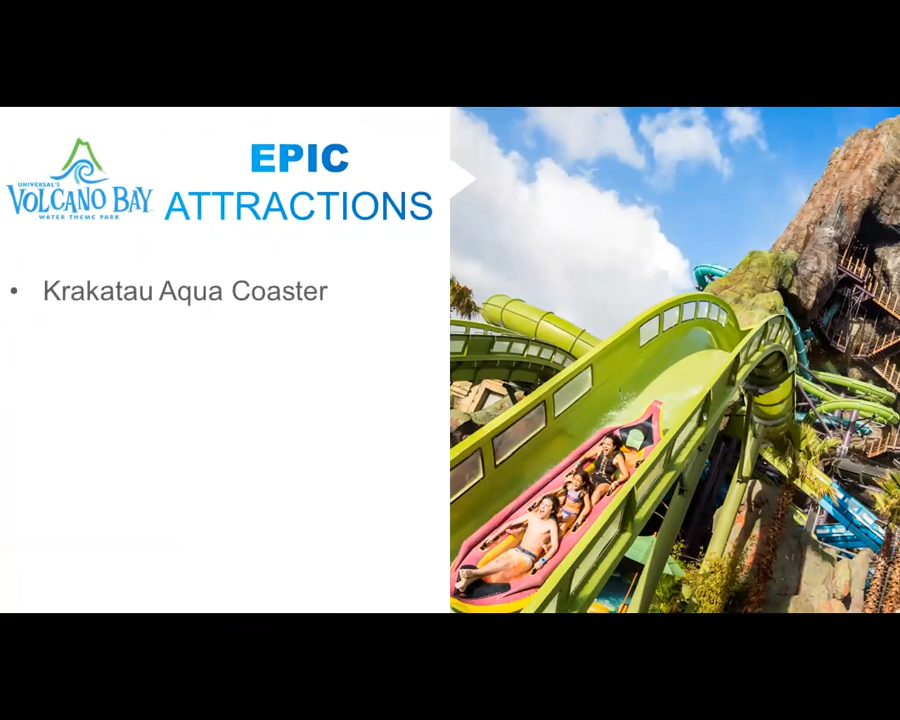 UNIVERSAL'S
VOLCANO BAY
WATER THEME PARK
EPIC
ATTRACTIONS
• Krakatau Aqua Coaster